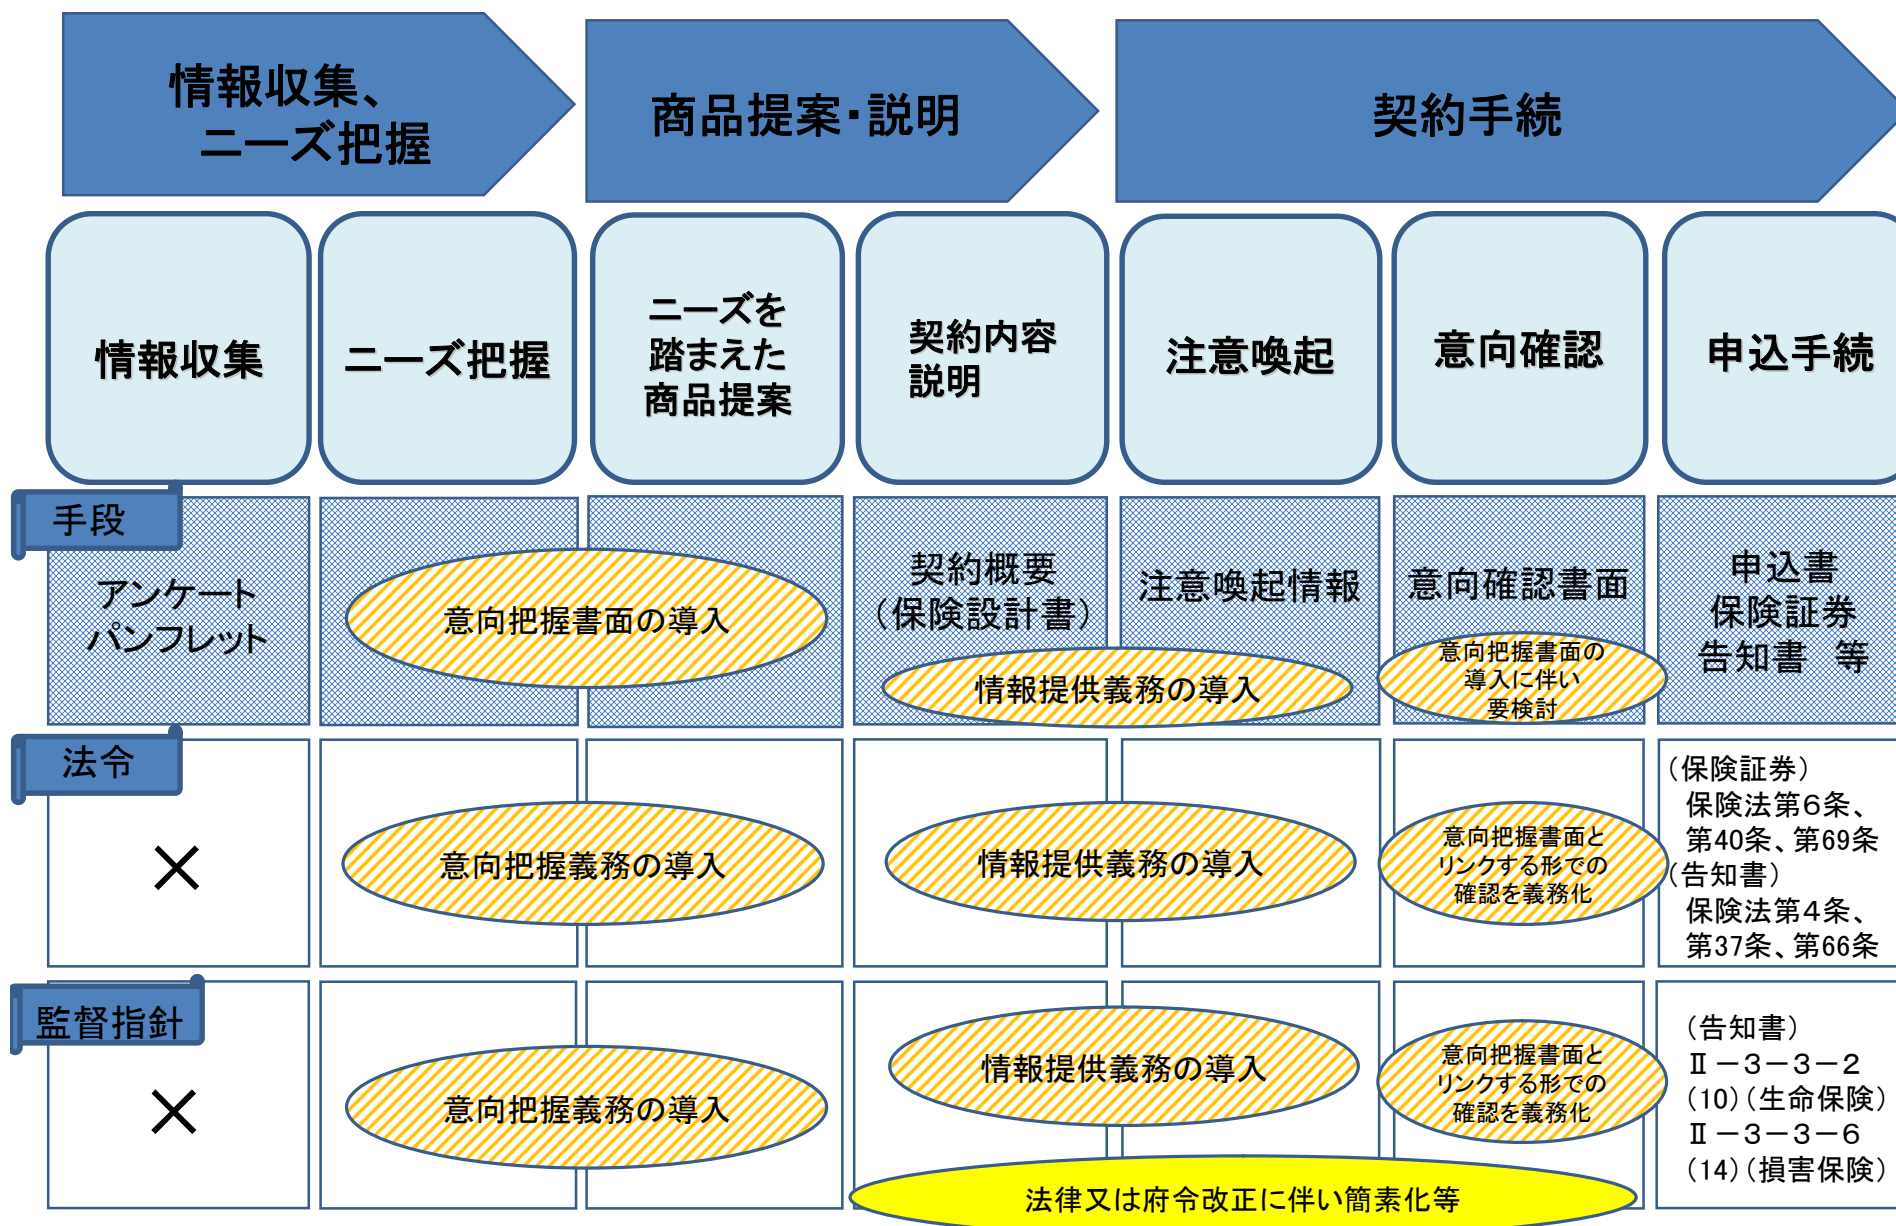 情報収集、
ニーズ把握
商品提案・説明
契約手続
情報収集
ニーズ把握
ニーズを
踏まえた
商品提案
契約内容
説明
注意喚起
意向確認
申込手続
手段
アンケート
パンフレット
意向把握書面の導入
契約概要
（保険設計書）
注意喚起情報
情報提供義務の導入
意向確認書面
意向把握書面の
導入に伴い
要検討
申込書
保険証券
告知書　等
法令
×
意向把握義務の導入
情報提供義務の導入
意向把握書面と
リンクする形での
確認を義務化
（保険証券）
保険法第６条、
第40条、第69条
（告知書）
保険法第４条、
第37条、第66条
監督指針
×
意向把握義務の導入
情報提供義務の導入
意向把握書面と
リンクする形での
確認を義務化
（告知書）
Ⅱ－３－３－２
（10）（生命保険）
Ⅱ－３－３－６
（14）（損害保険）
法律又は府令改正に伴い簡素化等